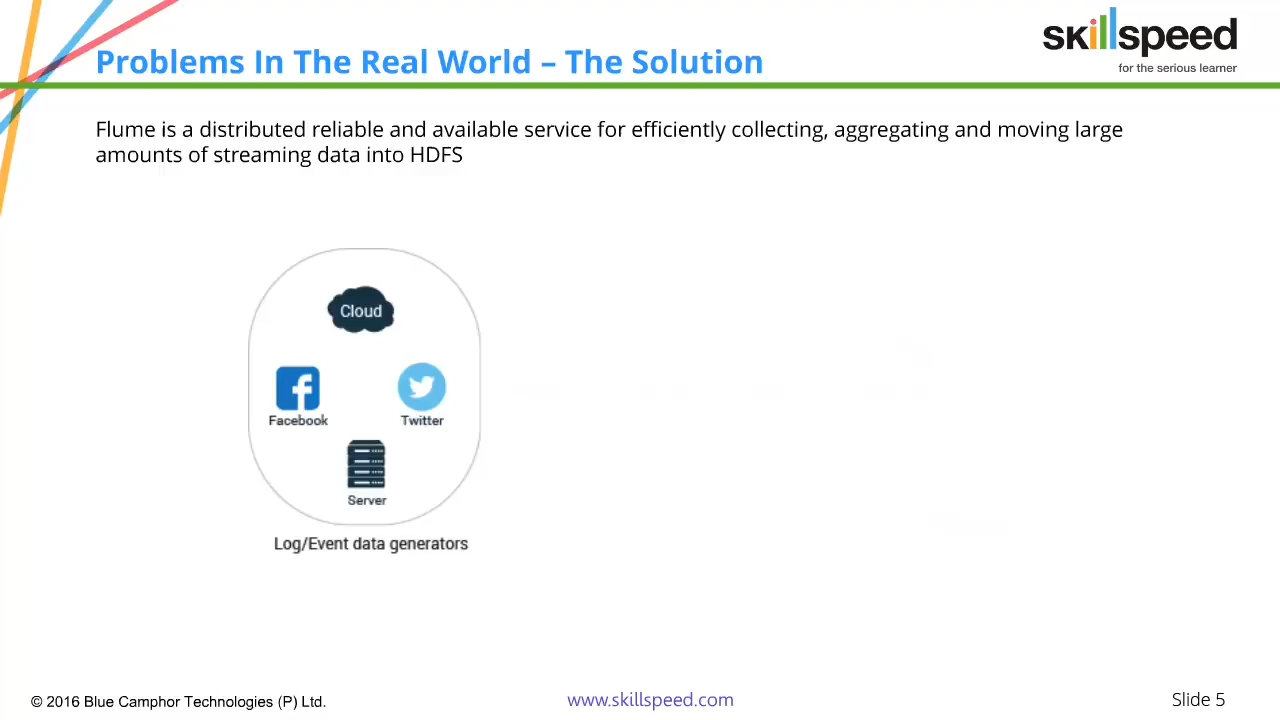 skillspeed
for the serious learner
Problems In The Real World – The Solution
Flume is a distributed reliable and available service for efficiently collecting, aggregating and moving large
amounts of streaming data into HDFS
Cloud
Facebook
Twitter
Server
Log/Event data generators
© 2016 Blue Camphor Technologies (P) Ltd.
www.skillspeed.com
Slide 5